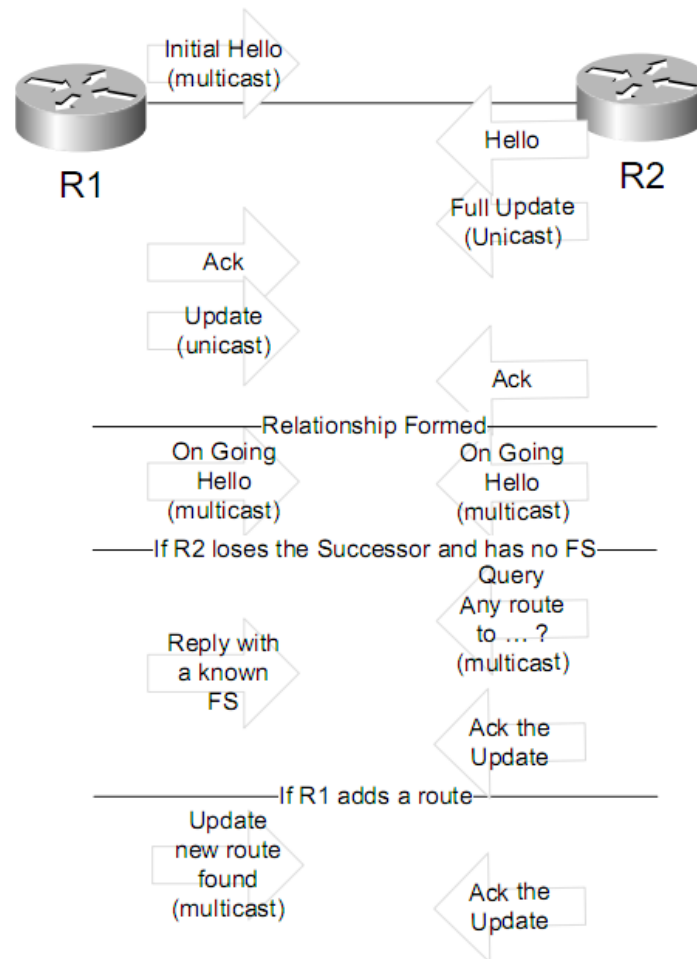 Initial Hello
(multicast)
Hello
R1
R2
Full Update
(Unicast)
Ack
Update
(unicast)
Ack
Relationship Formed
On Going
Hello
(multicast)
On Going
Hello
(multicast)
If R2 loses the Successor and has no FS
Query
Any route
to ... ?
(multicast)
Reply with
a known
FS
Ack the
Update
If R1 adds a route
Update
new route
found
(multicast)
Ack the
Update